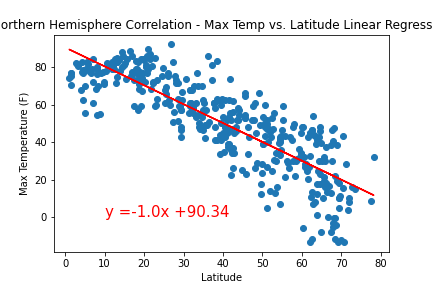 orthern Hemisphere Correlation - Max Temp vs. Latitude Linear Regress
80
60
40
20
0
Max Temperature (F)
y =-1.0x +90.34
0 10 20 30 40 50 60 70 80
Latitude